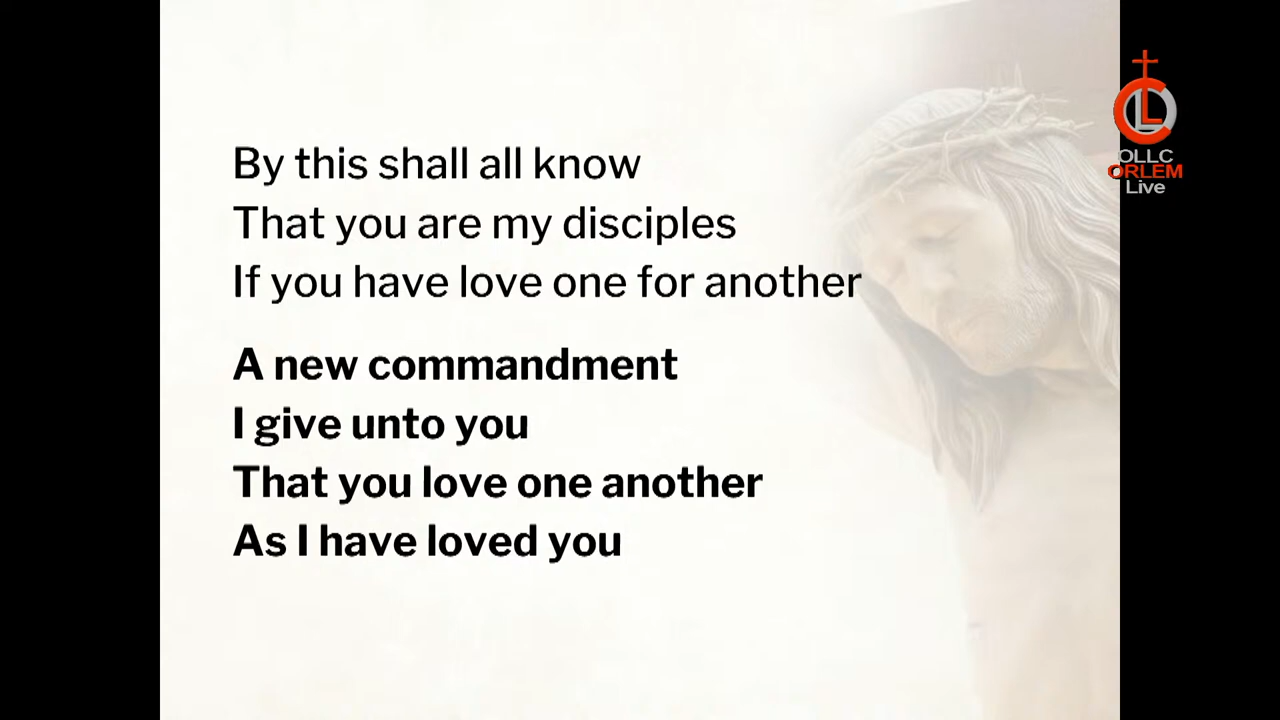 By this shall all know
That you are my disciples
If you have love one for another
A new commandment
I give unto you
That you love one another
As I have loved you
OLLC
ORLEM
Live